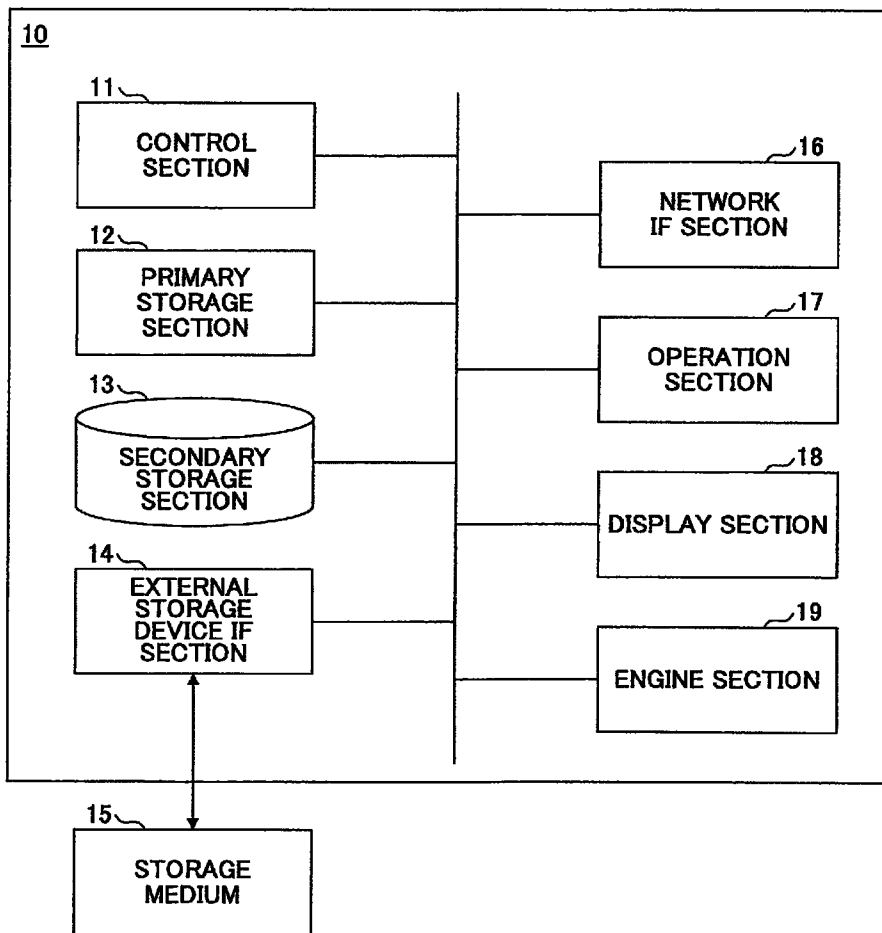 10
11
CONTROL
SECTION
12
PRIMARY
STORAGE
SECTION
13
SECONDARY
STORAGE
SECTION
14
EXTERNAL
STORAGE
DEVICE IF
SECTION
15
STORAGE
MEDIUM
16
NETWORK
IF SECTION
17
OPERATION
SECTION
18
DISPLAY SECTION
19
ENGINE SECTION